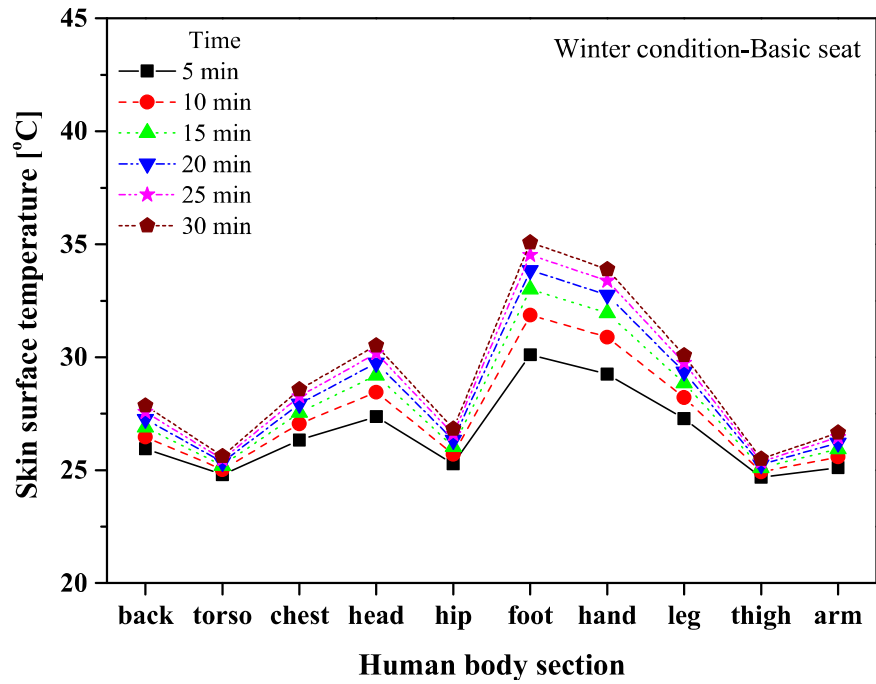 45
40
35
30
25
20
Skin surface temperature [°C]
Time
5 min
10 min
15 min
20 min
25 min
30 min
Winter condition-Basic seat
back torso chest head hip foot hand leg thigh arm
Human body section